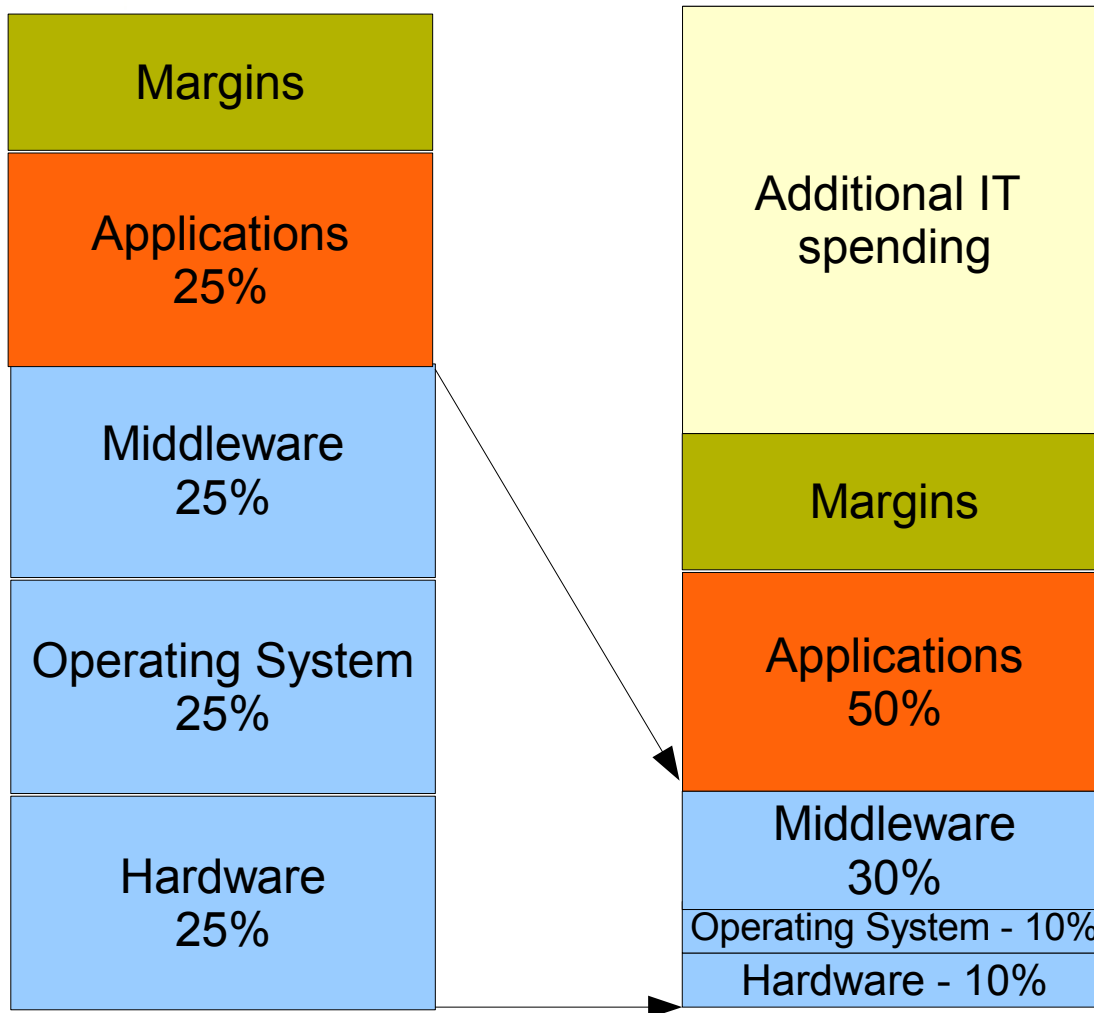 Margins
Applications
25%
Middleware
25%
Operating System
25%
Hardware
25%
Additional IT
spending
Margins
Applications
50%
Middleware
30%
Operating System - 10%
Hardware - 10%